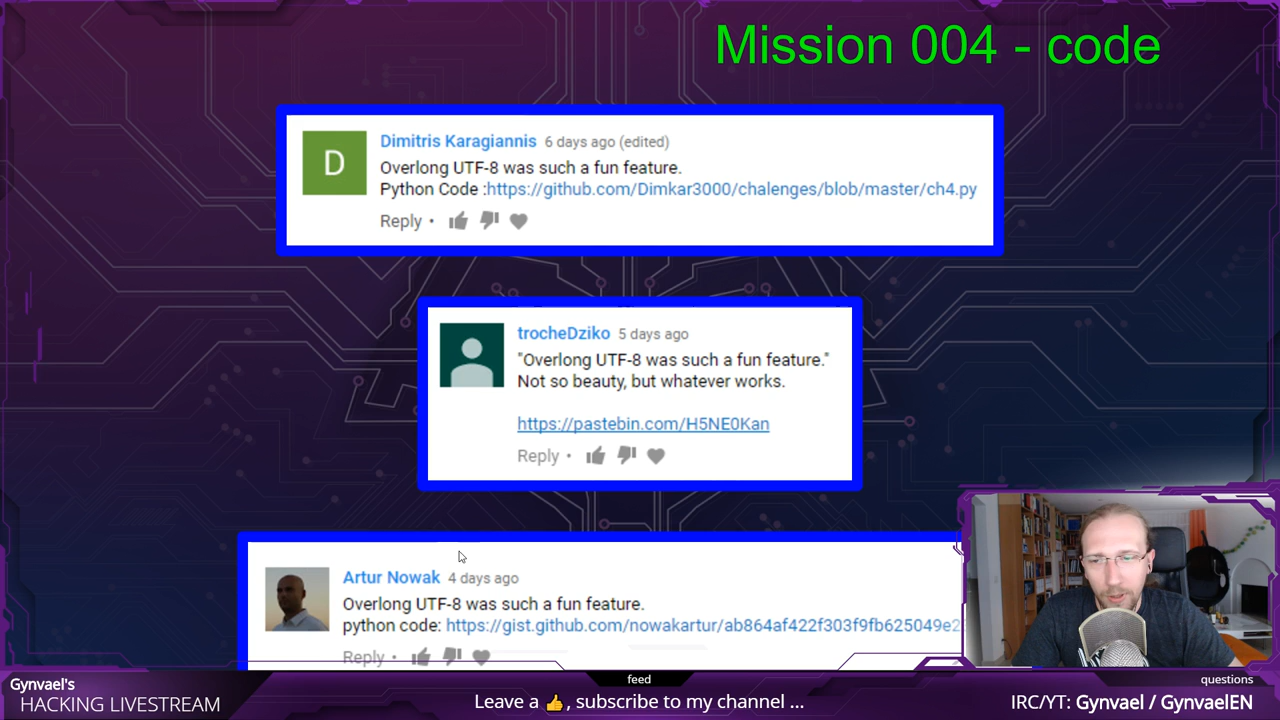 Mission 004 - code
D
Dimitris Karagiannis 6 days ago (edited)
Overlong UTF-8 was such a fun feature.
Python Code :https://github.com/Dimkar3000/chalenges/blob/master/ch4.py
Reply •
trocheDziko 5 days ago
"Overlong UTF-8 was such a fun feature."
Not so beauty, but whatever works.
https://pastebin.com/H5NE0Kan
Reply •
Artur Nowak 4 days ago
Overlong UTF-8 was such a fun feature.
python code: https://gist.github.com/nowakartur/ab864af422f303f9fb625049e2
Reply •
Gynvael's
HACKING LIVESTREAM
feed
Leave a 👍, subscribe to my channel ...
questions
IRC/YT: Gynvael / GynvaelEN